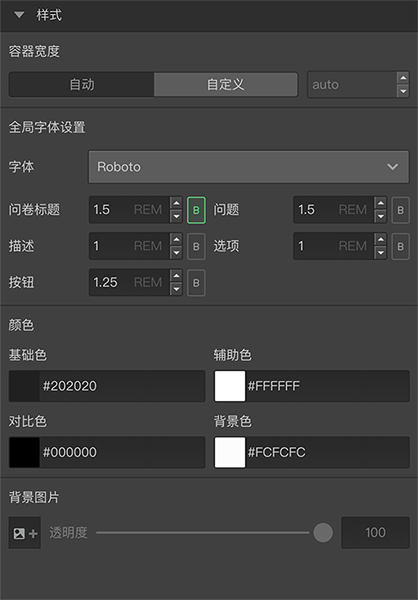 样式
容器宽度
自动 自定义 auto
全局字体设置
字体 Roboto
问卷标题 1.5 REM B 问题 1.5 REM B
描述 1 REM B 选项 1 REM B
按钮 1.25 REM B
颜色
基础色 辅助色
#202020 #FFFFFF
对比色 背景色
#000000 #FCFCFC
背景图片
透明度 100